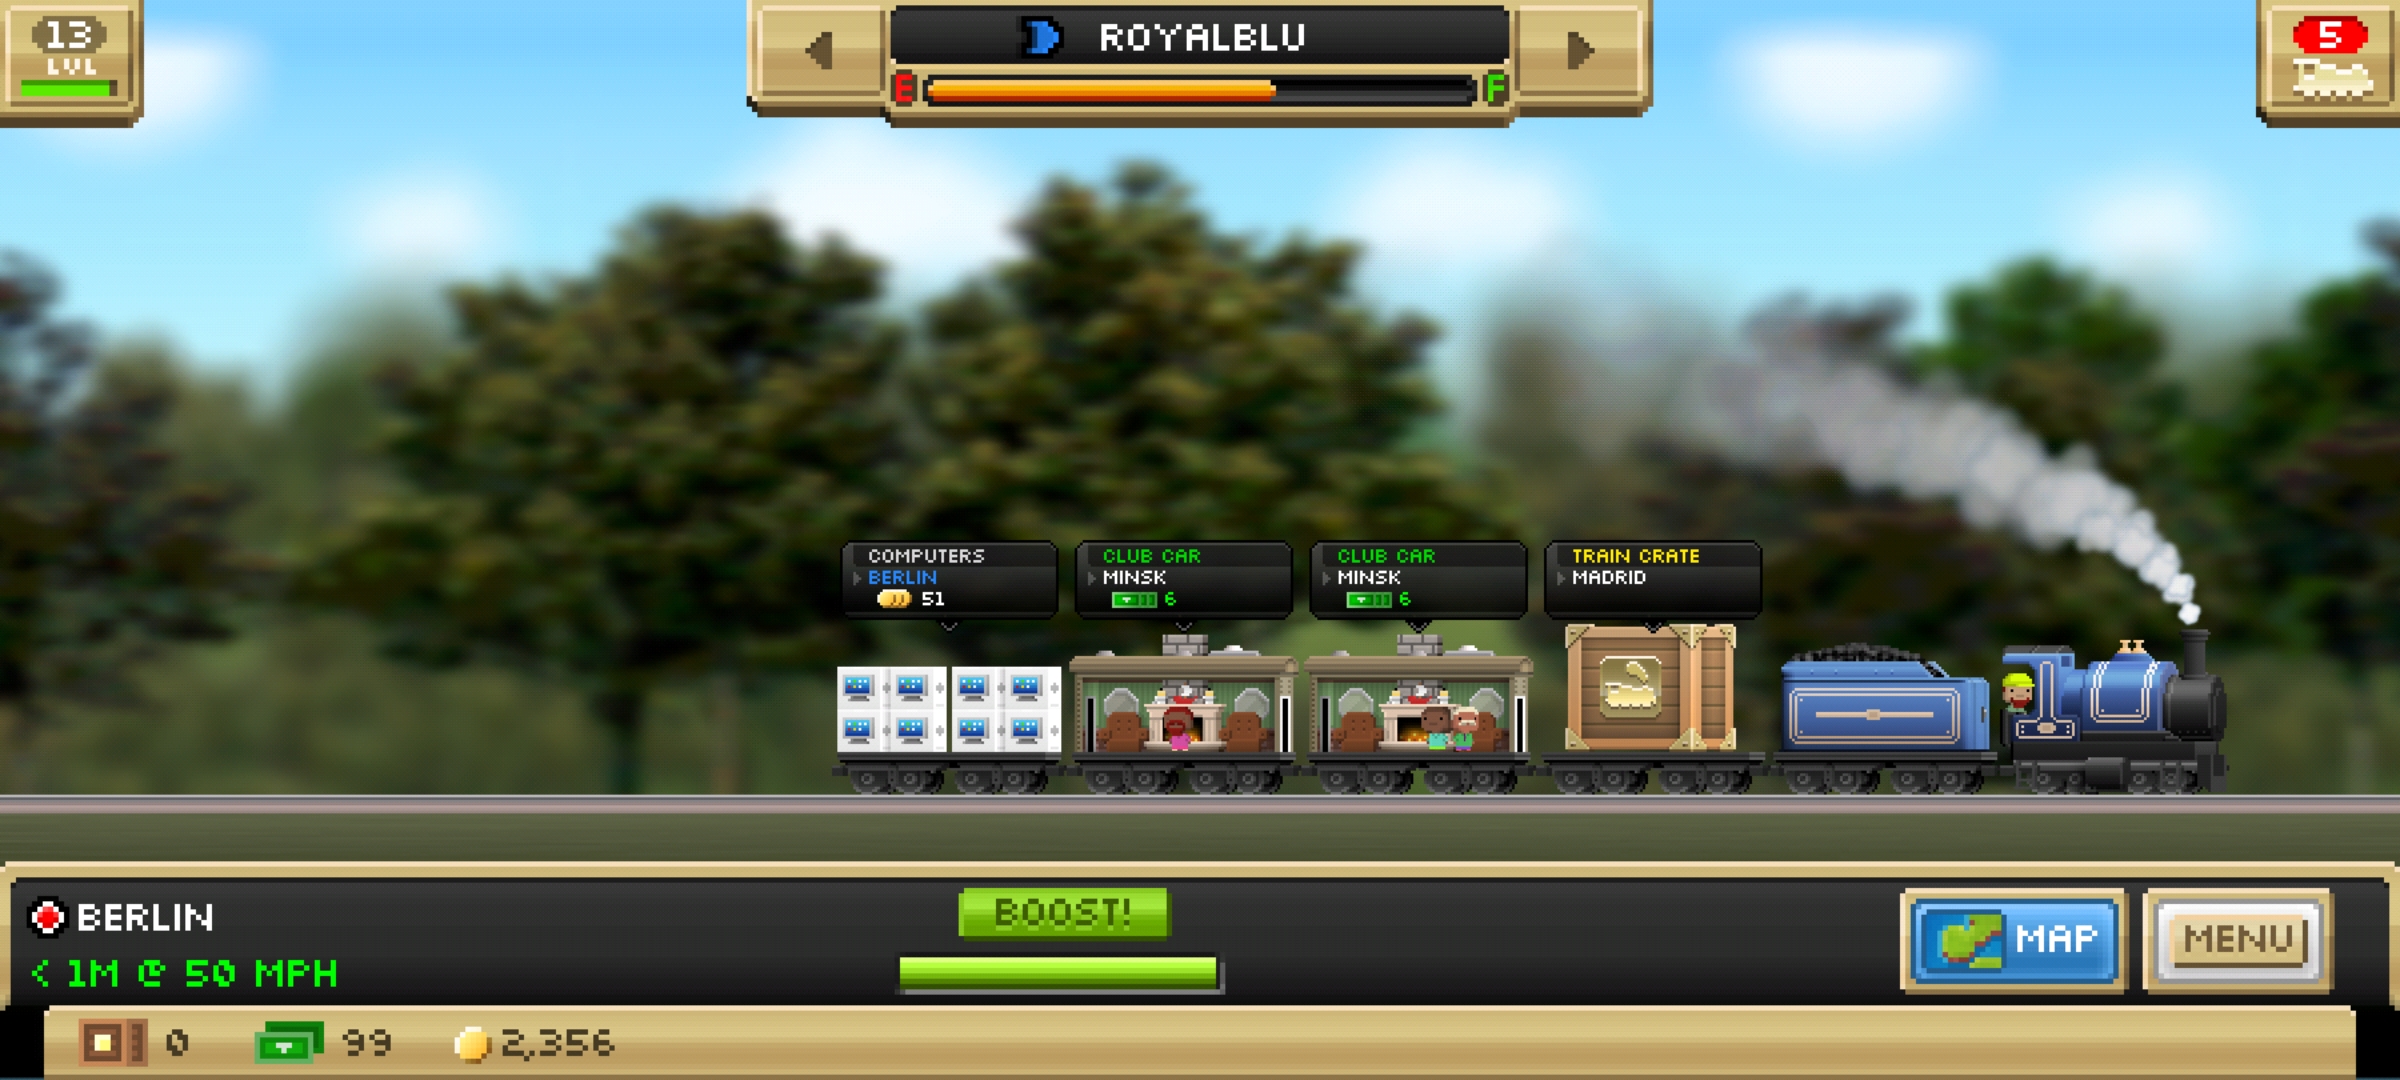 13
LVL
ROYALBLU
E
F
5
COMPUTERS
BERLIN
51
CLUB CAR
MINSK
6
CLUB CAR
MINSK
6
TRAIN CRATE
MADRID
BERLIN
< 1M @ 50 MPH
BOOST!
MAP
MENU
0
99
2,356